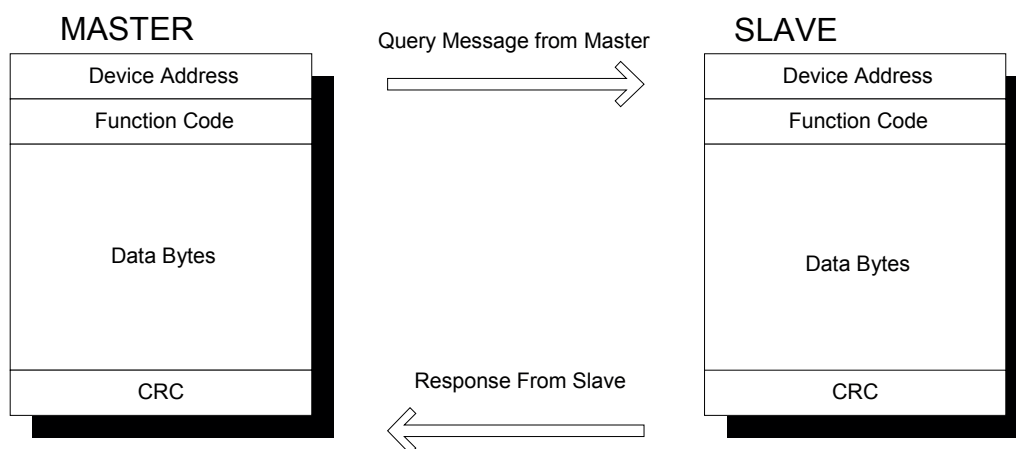 MASTER
Device Address
Function Code
Data Bytes
CRC
Query Message from Master
Response From Slave
SLAVE
Device Address
Function Code
Data Bytes
CRC